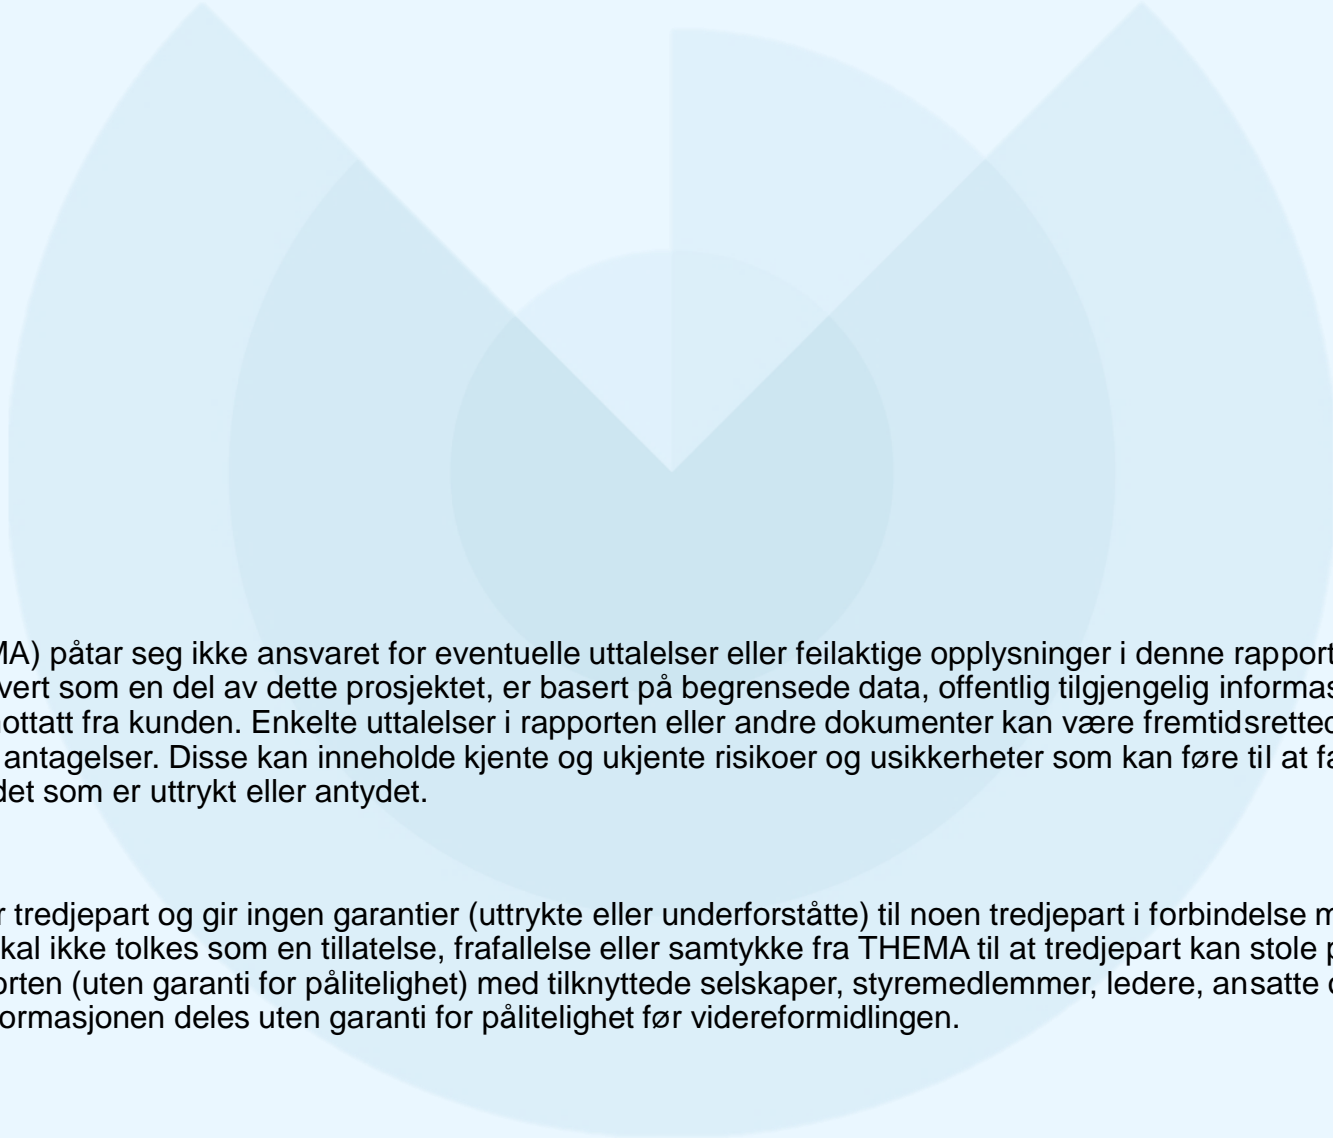 MA) påtar seg ikke ansvaret for eventuelle uttalelser eller feilaktige opplysninger i denne rapport
vert som en del av dette prosjektet, er basert på begrensede data, offentlig tilgjengelig informas
ottatt fra kunden. Enkelte uttalelser i rapporten eller andre dokumenter kan være fremtidsretted
antagelser. Disse kan inneholde kjente og ukjente risikoer og usikkerheter som kan føre til at fa
det som er uttrykt eller antydet.
r tredjepart og gir ingen garantier (uttrykte eller underforståtte) til noen tredjepart i forbindelse m
kal ikke tolkes som en tillatelse, frafallelse eller samtykke fra THEMA til at tredjepart kan stole p
orten (uten garanti for pålitelighet) med tilknyttede selskaper, styremedlemmer, ledere, ansatte
formasjonen deles uten garanti for pålitelighet før videreformidlingen.